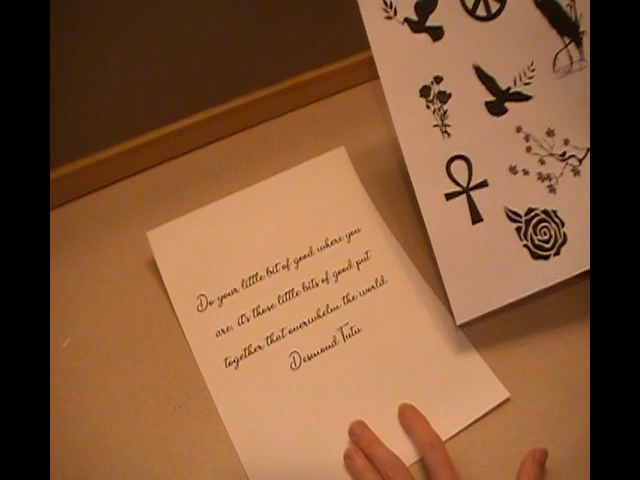 Do your little bit of good where you
are; it's those little bits of good put
together that overwhelm the world.
Desmond Tutu